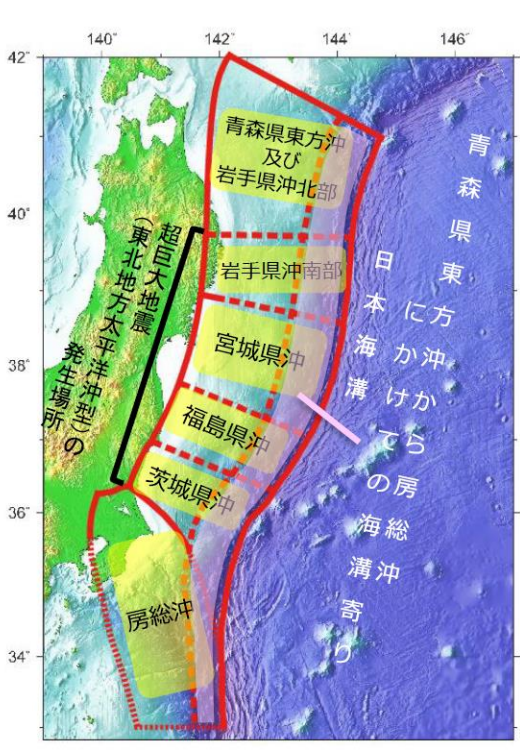 140°
142°
144°
146°
42°
40°
38°
36°
34°
青森県東方沖
及び
岩手県沖北部
岩手県沖南部
宮城県沖
福島県沖
茨城県沖
房総沖
超巨大地震
（東北地方太平洋沖型）の
発生場所
日本海溝
青森県東方沖から房総沖
にかけての海溝寄り